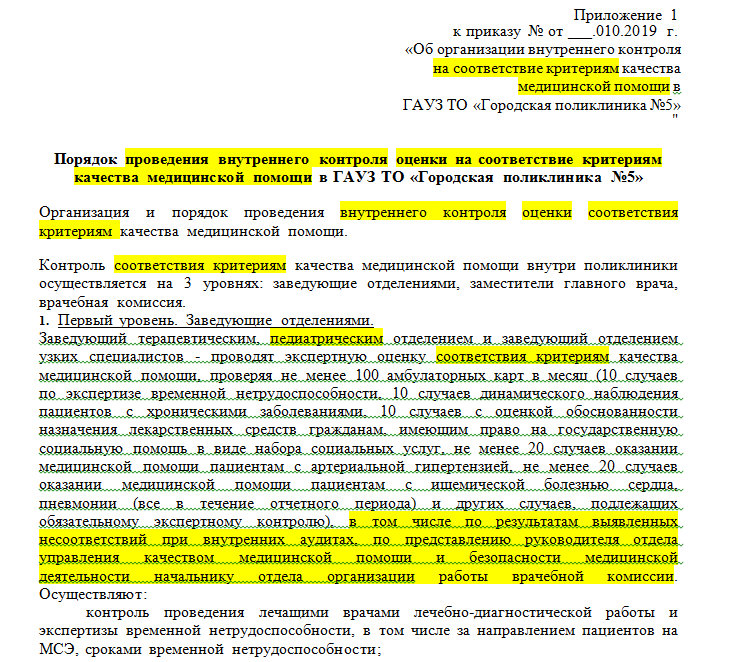 Приложение 1
к приказу № от ___.010.2019 г.
«Об организации внутреннего контроля
на соответствие критериям качества
медицинской помощи в
ГАУЗ ТО «Городская поликлиника №5»
"
Порядок проведения внутреннего контроля оценки на соответствие критериям
качества медицинской помощи в ГАУЗ ТО «Городская поликлиника №5»
Организация и порядок проведения внутреннего контроля оценки соответствия
критериям качества медицинской помощи.
Контроль соответствия критериям качества медицинской помощи внутри поликлиники
осуществляется на 3 уровнях: заведующие отделениями, заместители главного врача,
врачебная комиссия.
1. Первый уровень. Заведующие отделениями.
Заведующий терапевтическим, педиатрическим отделением и заведующий отделением
узких специалистов - проводят экспертную оценку соответствия критериям качества
медицинской помощи, проверяя не менее 100 амбулаторных карт в месяц (10 случаев
по экспертизе временной нетрудоспособности, 10 случаев динамического наблюдения
пациентов с хроническими заболеваниями, 10 случаев с оценкой обоснованности
назначения лекарственных средств гражданам, имеющим право на государственную
социальную помощь в виде набора социальных услуг, не менее 20 случаев оказании
медицинской помощи пациентам с артериальной гипертензией, не менее 20 случаев
оказании медицинской помощи пациентам с ишемической болезнью сердца,
пневмонии (все в течение отчетного периода) и других случаев, подлежащих
обязательному экспертному контролю), в том числе по результатам выявленных
несоответствий при внутренних аудитах, по представлению руководителя отдела
управления качеством медицинской помощи и безопасности медицинской
деятельности начальнику отдела организации работы врачебной комиссии.
Осуществляют:
контроль проведения лечащими врачами лечебно-диагностической работы и
экспертизы временной нетрудоспособности, в том числе за направлением пациентов на
МСЭ, сроками временной нетрудоспособности;